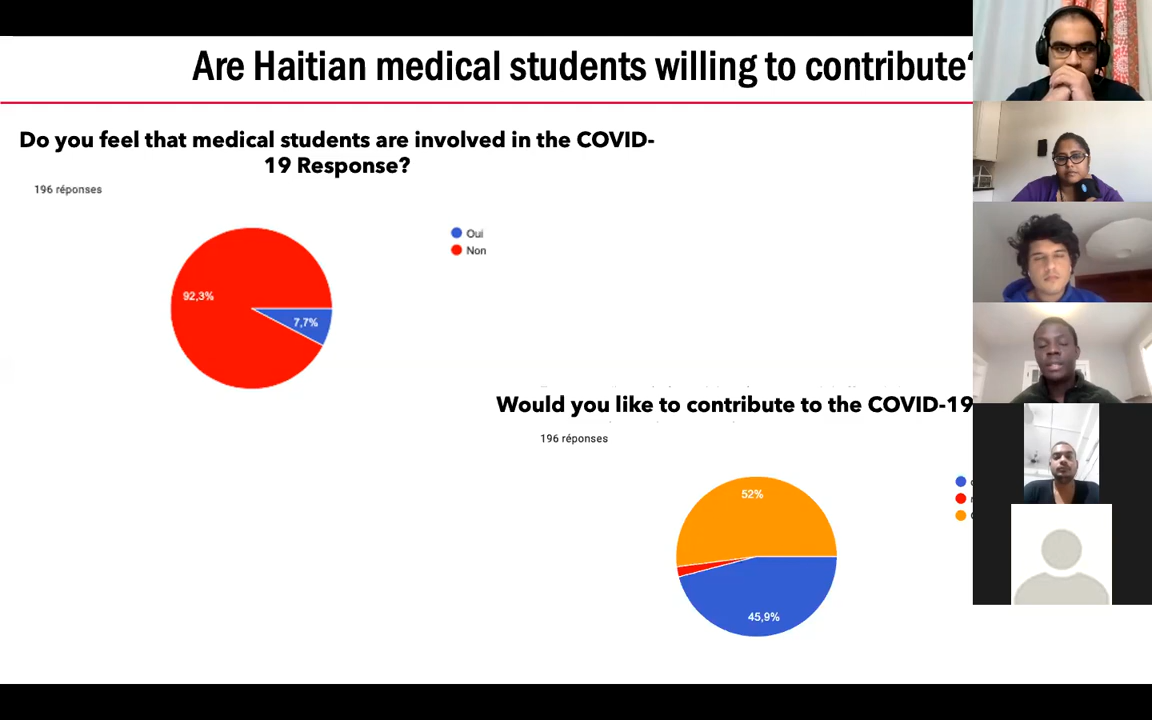 Are Haitian medical students willing to contribute?
Do you feel that medical students are involved in the COVID-
19 Response?
196 réponses
Oui
Non
92,3%
7,7%
Would you like to contribute to the COVID-19
196 réponses
52%
45,9%